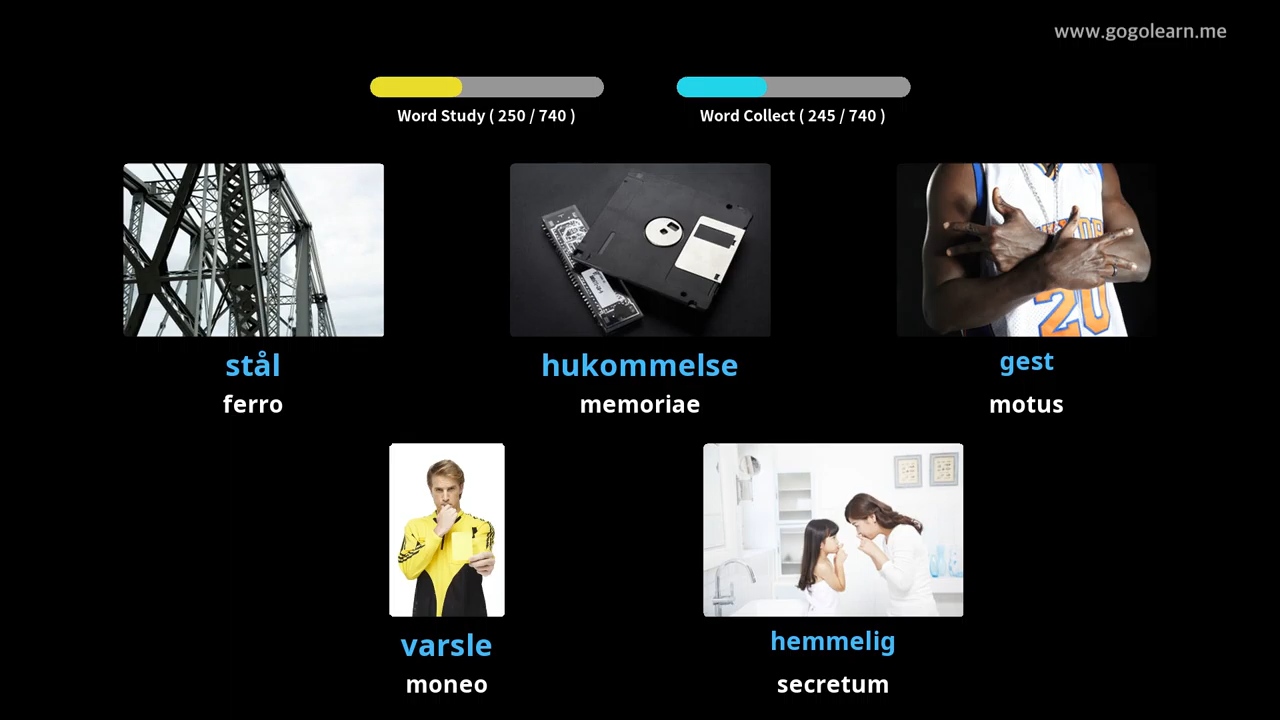 www.gogolearn.me
Word Study ( 250 / 740 )
Word Collect ( 245 / 740 )
20
stål
hukommelse
gest
ferro
memoriae
motus
varsle
hemmelig
moneo
secretum